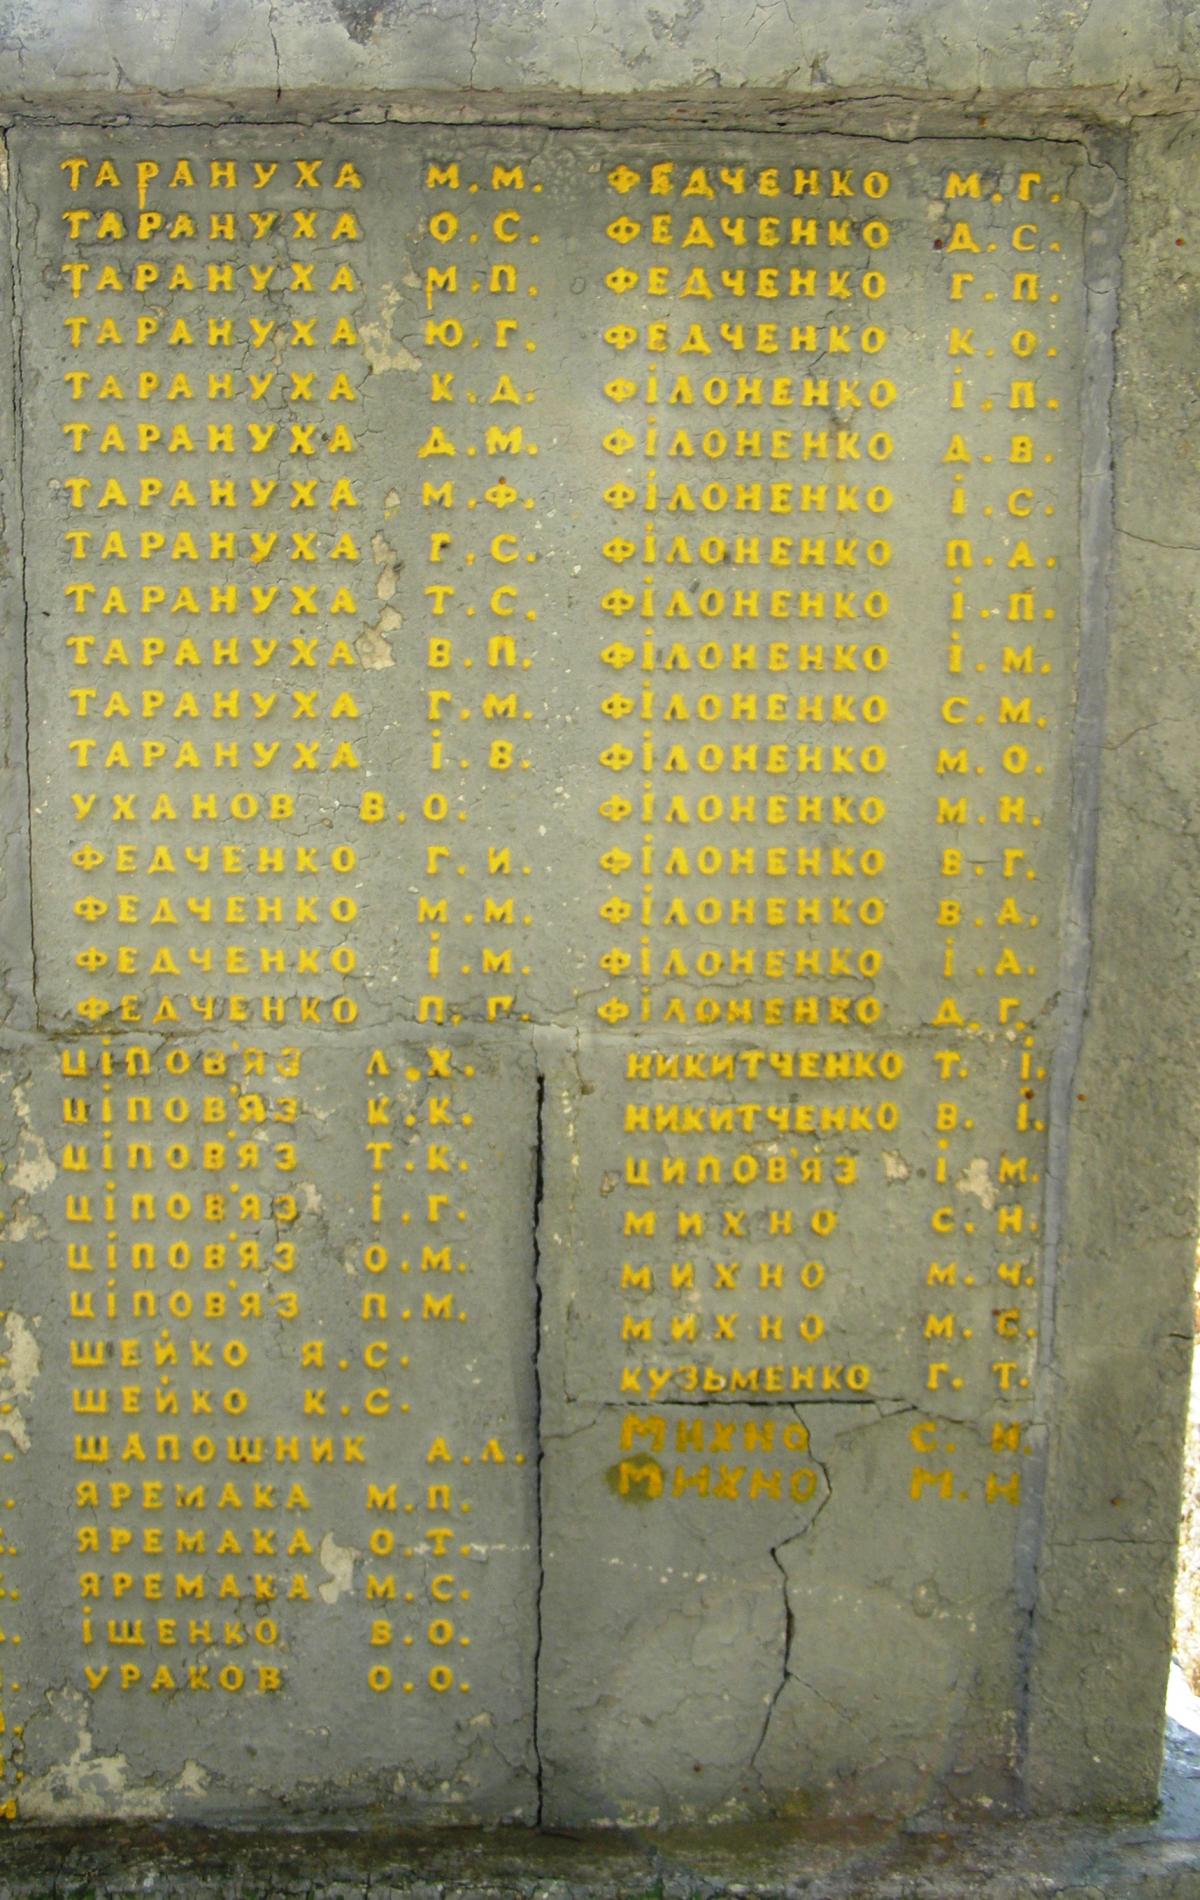 ТАРАНУХА М.М.
ТАРАНУХА О.С.
ТАРАНУХА М.П.
ТАРАНУХА Ю.Г.
ТАРАНУХА К.Д.
ТАРАНУХА Д.М.
ТАРАНУХА М.Ф.
ТАРАНУХА Г.С.
ТАРАНУХА Т.С.
ТАРАНУХА В.П.
ТАРАНУХА Г.М.
ТАРАНУХА І.В.
УХАНОВ В.О.
ФЕДЧЕНКО Г.И.
ФЕДЧЕНКО М.М.
ФЕДЧЕНКО І.М.
ФЕДЧЕНКО П.П.
ФЕДЧЕНКО М.Г.
ФЕДЧЕНКО Д.С.
ФЕДЧЕНКО Г.П.
ФЕДЧЕНКО К.О.
ФІЛОНЕНКО І.П.
ФІЛОНЕНКО Д.В.
ФІЛОНЕНКО І.С.
ФІЛОНЕНКО П.А.
ФІЛОНЕНКО І.П.
ФІЛОНЕНКО І.М.
ФІЛОНЕНКО С.М.
ФІЛОНЕНКО М.О.
ФІЛОНЕНКО М.Н.
ФІЛОНЕНКО В.Г.
ФІЛОНЕНКО В.А.
ФІЛОНЕНКО І.А.
ФІЛОНЕНКО Д.Г.
ЦІПОВ'ЯЗ Л.Х.
ЦІПОВ'ЯЗ К.К.
ЦІПОВ'ЯЗ Т.К.
ЦІПОВ'ЯЗ І.Г.
ЦІПОВ'ЯЗ О.М.
ЦІПОВ'ЯЗ П.М.
ШЕЙКО Я.С.
ШЕЙКО К.С.
ШАПОШНИК А.Л.
ЯРЕМАКА М.П.
ЯРЕМАКА О.Т.
ЯРЕМАКА М.С.
ІЩЕНКО В.О.
УРАКОВ О.О.
НИКИТЧЕНКО Т. І.
НИКИТЧЕНКО В. І.
ЦИПОВ'ЯЗ І. М.
МИХНО С. Н.
МИХНО М. Ч.
МИХНО М. С.
КУЗЬМЕНКО Г. Т.
МИХНО С. И.
МИХНО М. Н